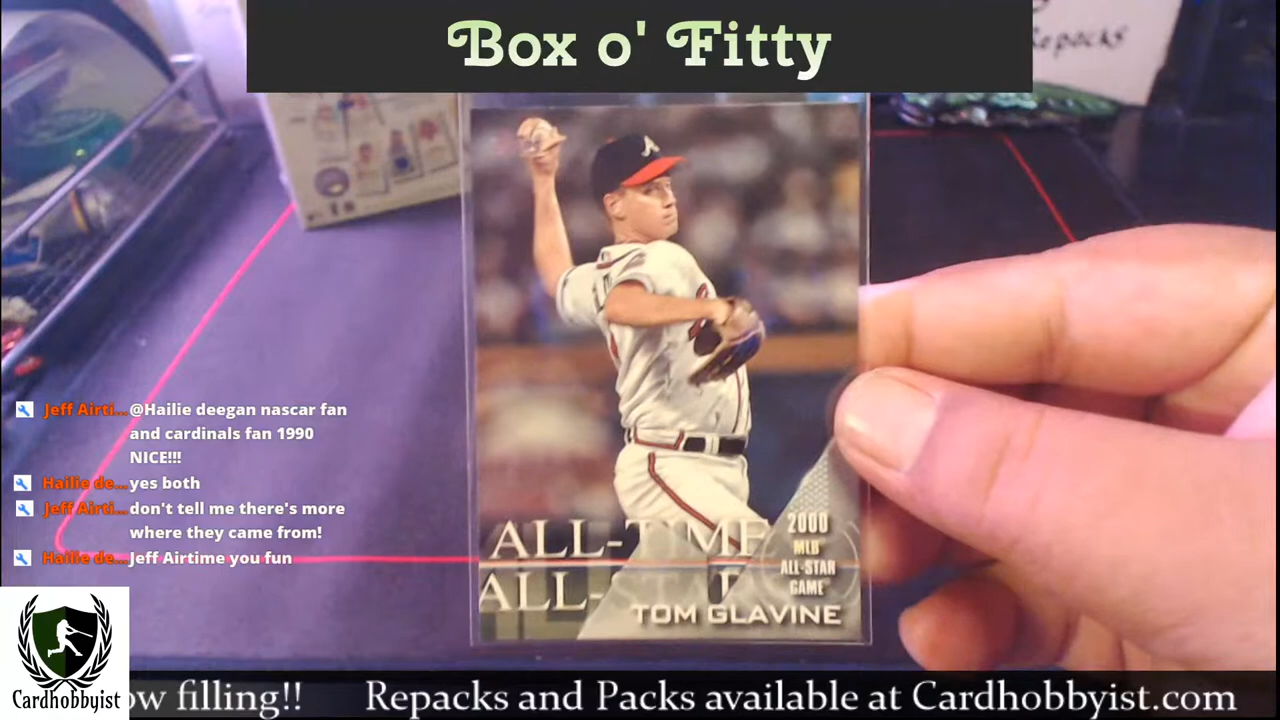 Box o' Fitty
Repacks
A
ALL-TIME
ALL-STAR
2000
MLB
ALL-STAR
GAME
TOM GLAVINE
Jeff Airti... @Hailie deegan nascar fan
and cardinals fan 1990
NICE!!!
Hailie de... yes both
Jeff Airti... don't tell me there's more
where they came from!
Hailie de... Jeff Airtime you fun
Cardhobbyist
ow filling!! Repacks and Packs available at Cardhobbyist.com